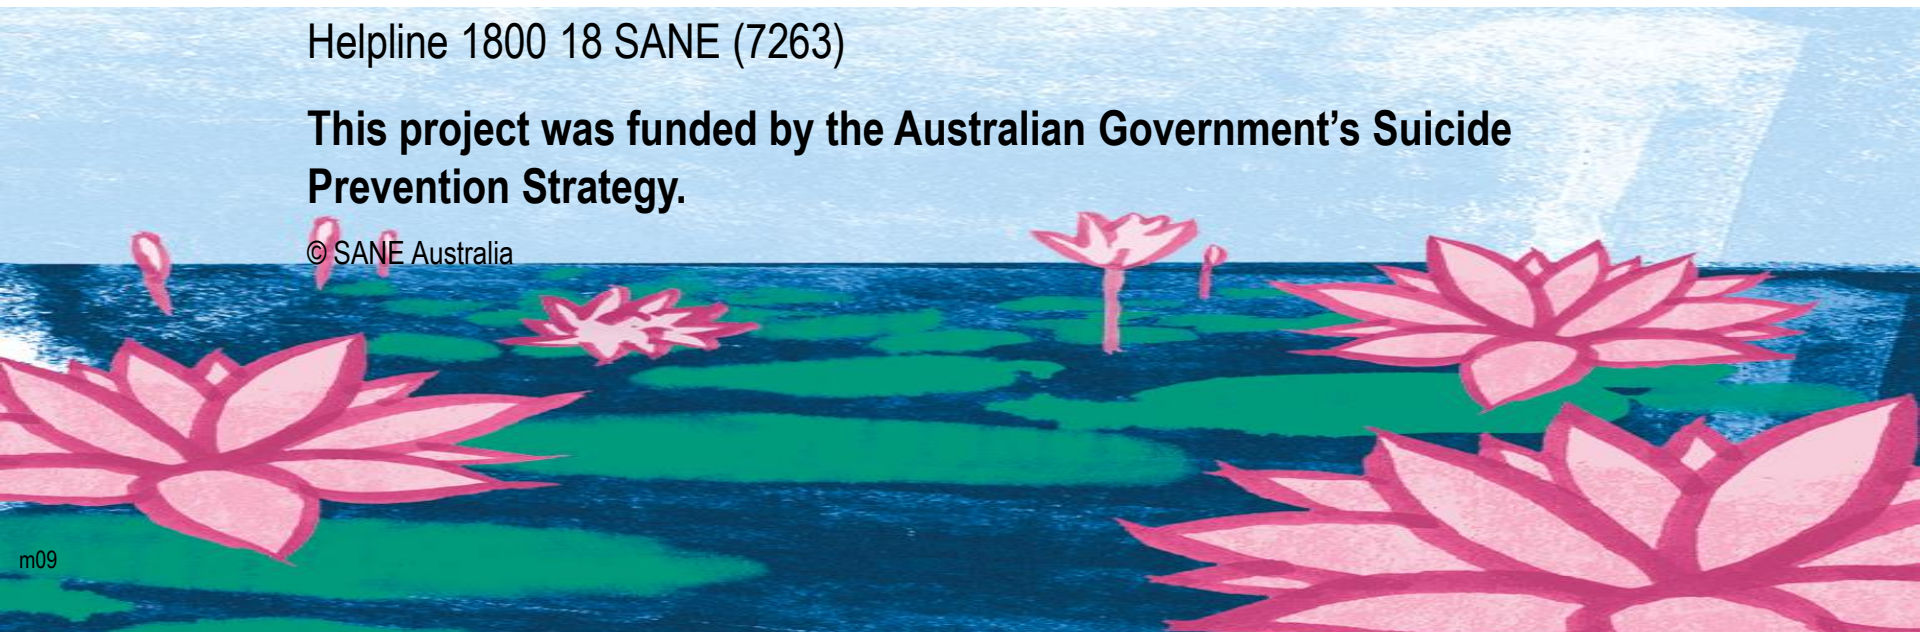 Helpline 1800 18 SANE (7263)
This project was funded by the Australian Government’s Suicide
Prevention Strategy.
© SANE Australia
m09